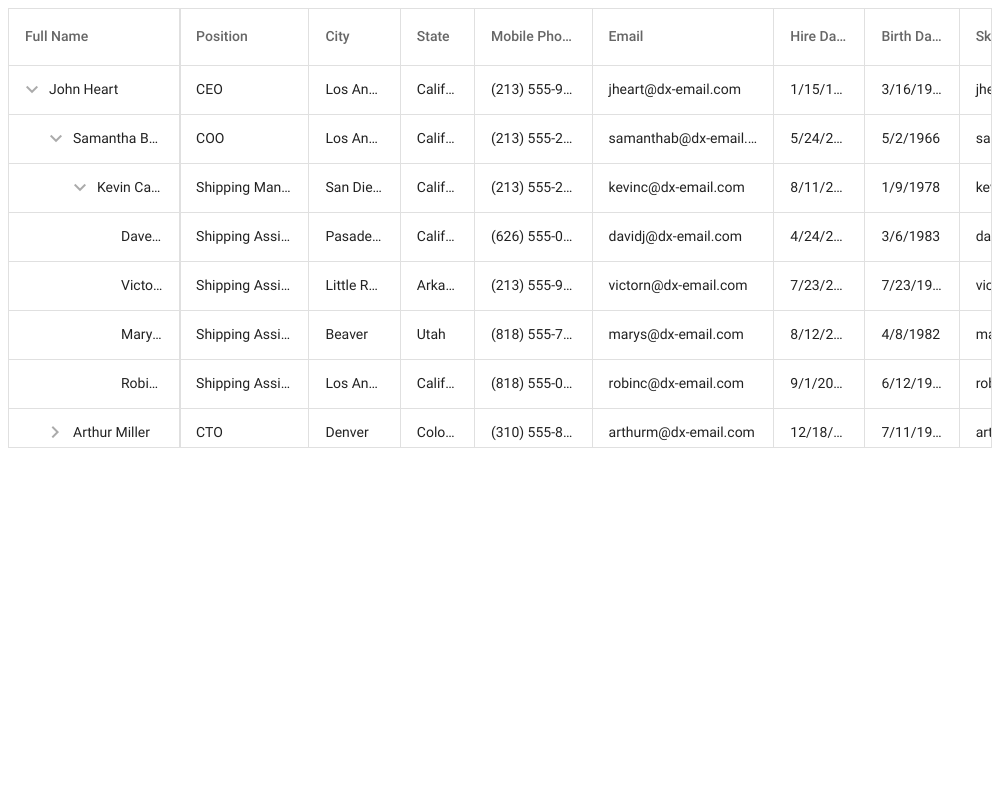 Full Name Position City State Mobile Pho... Email Hire Da... Birth Da... Sk
John Heart CEO Los An... Calif... (213) 555-9... jheart@dx-email.com 1/15/1... 3/16/19... jhe
Samantha B... COO Los An... Calif... (213) 555-2... samanthab@dx-email.... 5/24/2... 5/2/1966 sa
Kevin Ca... Shipping Man... San Die... Calif... (213) 555-2... kevinc@dx-email.com 8/11/2... 1/9/1978 ke
Dave... Shipping Assi... Pasade... Calif... (626) 555-0... davidj@dx-email.com 4/24/2... 3/6/1983 da
Victo... Shipping Assi... Little R... Arka... (213) 555-9... victorn@dx-email.com 7/23/2... 7/23/19... vic
Mary... Shipping Assi... Beaver Utah (818) 555-7... marys@dx-email.com 8/12/2... 4/8/1982 ma
Robi... Shipping Assi... Los An... Calif... (818) 555-0... robinc@dx-email.com 9/1/20... 6/12/19... rob
Arthur Miller CTO Denver Colo... (310) 555-8... arthurm@dx-email.com 12/18/... 7/11/19... art